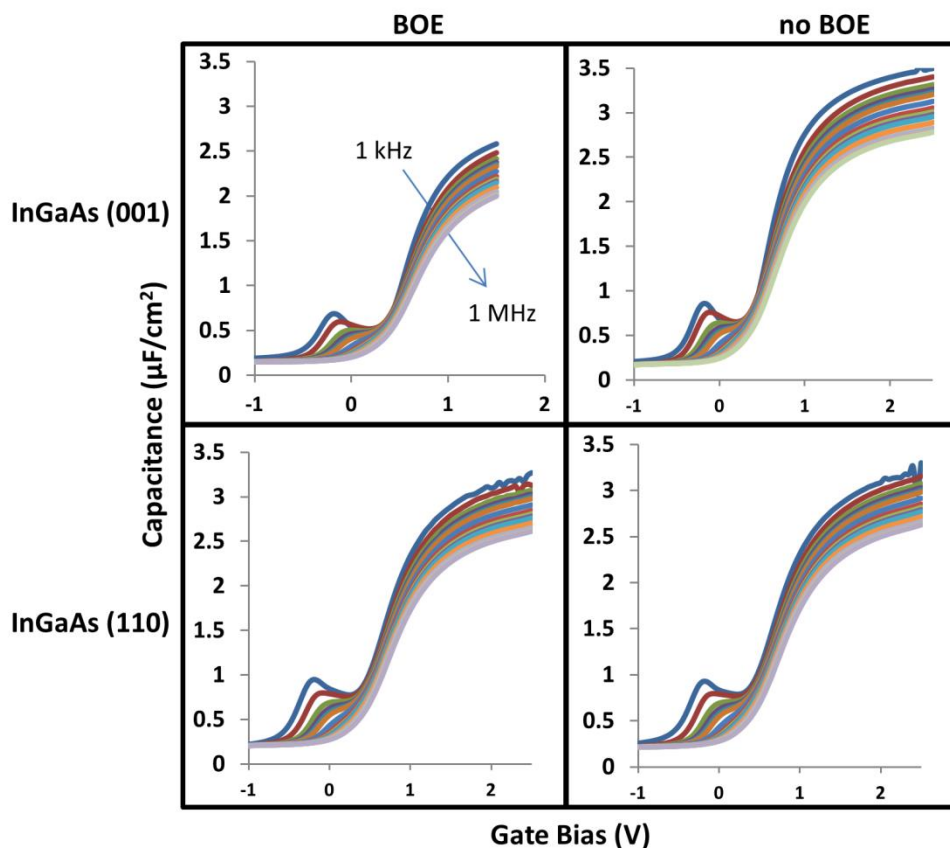 BOE
no BOE
InGaAs (001)
InGaAs (110)
Capacitance (µF/cm²)
Gate Bias (V)
3.5
3
2.5
2
1.5
1
0.5
0
-1 0 1 2
1 kHz
1 MHz
3.5
3
2.5
2
1.5
1
0.5
0
-1 0 1 2
3.5
3
2.5
2
1.5
1
0.5
0
-1 0 1 2
3.5
3
2.5
2
1.5
1
0.5
0
-1 0 1 2